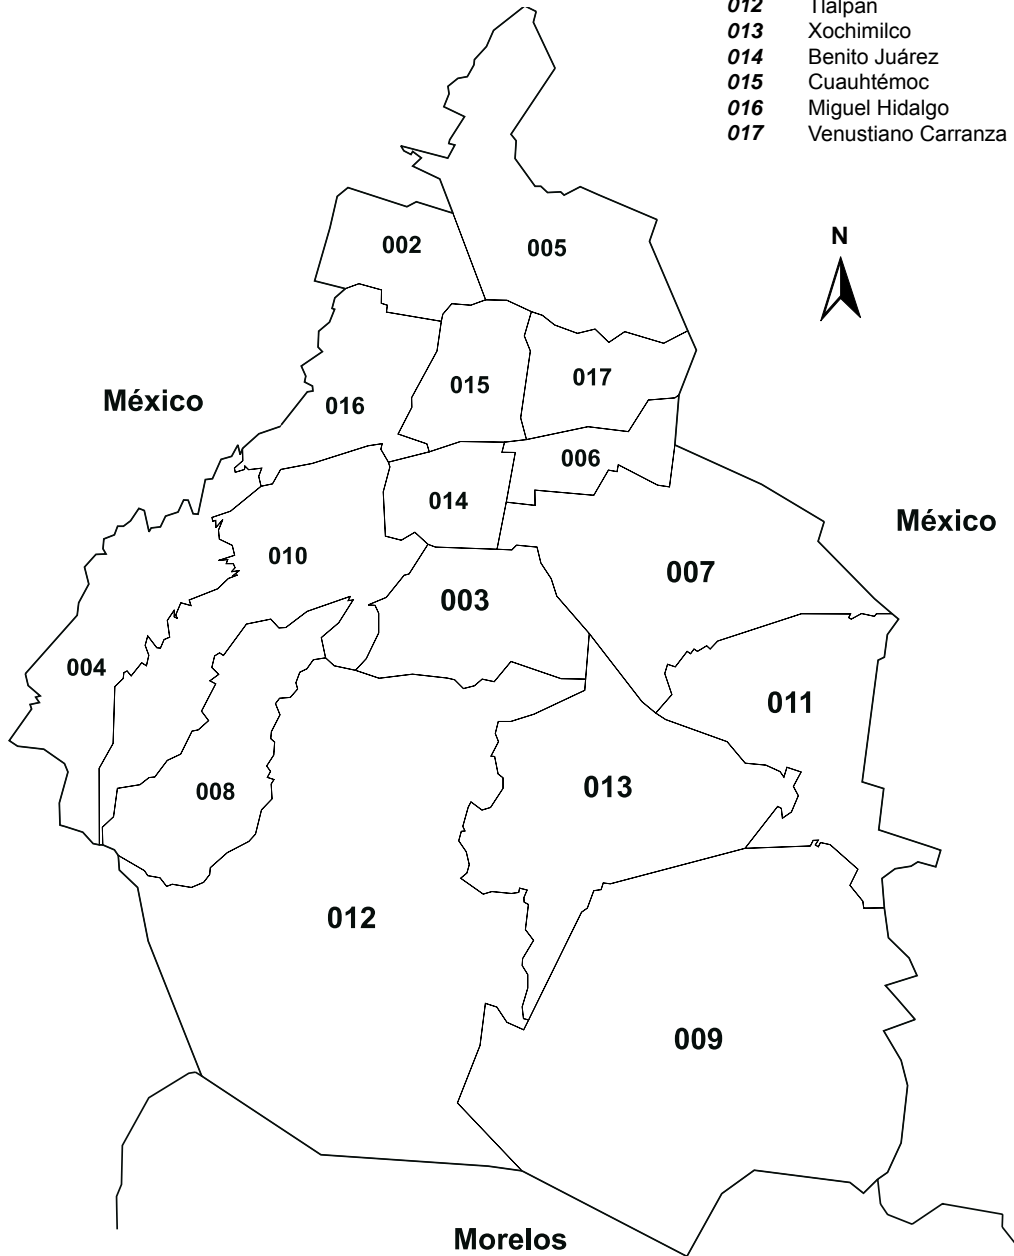 012 Tlalpan
013 Xochimilco
014 Benito Juárez
015 Cuauhtémoc
016 Miguel Hidalgo
017 Venustiano Carranza
N
002
005
México
016
015
017
006
014
México
010
007
003
004
011
008
013
012
009
Morelos